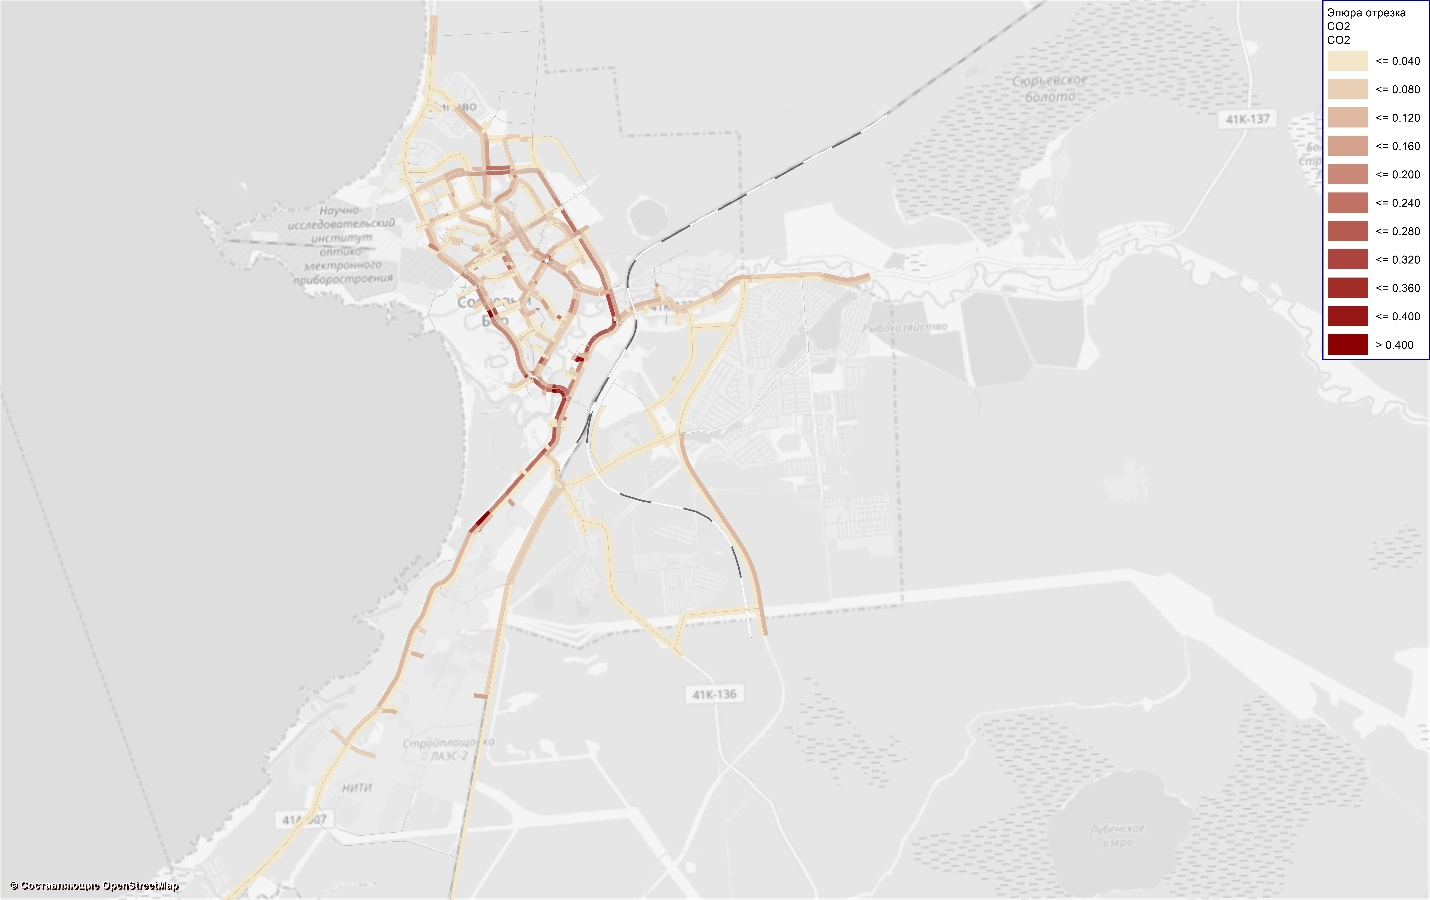 Эпюра отрезка
CO2
CO2
<= 0.040
<= 0.080
<= 0.120
<= 0.160
<= 0.200
<= 0.240
<= 0.280
<= 0.320
<= 0.360
<= 0.400
> 0.400
Сюрьевское
болото
41К-137
Научно-
исследовательский
институт
оптико-
электронного
приборостроения
Рыбохозяйство
41К-136
Стройплощадка
ЛАЭС-2
НИТИ
Лубенское
озеро
© Составляющие OpenStreetMap